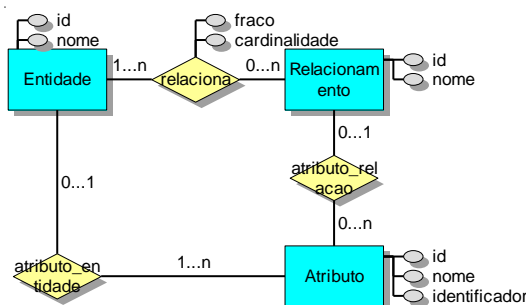 id
nome
fraco
cardinalidade
Entidade
1...n
relaciona
0...n
Relacionam
ento
id
nome
0...1
0...1
atributo_rel
acao
0...n
atributo_en
tidade
1...n
Atributo
id
nome
identificador